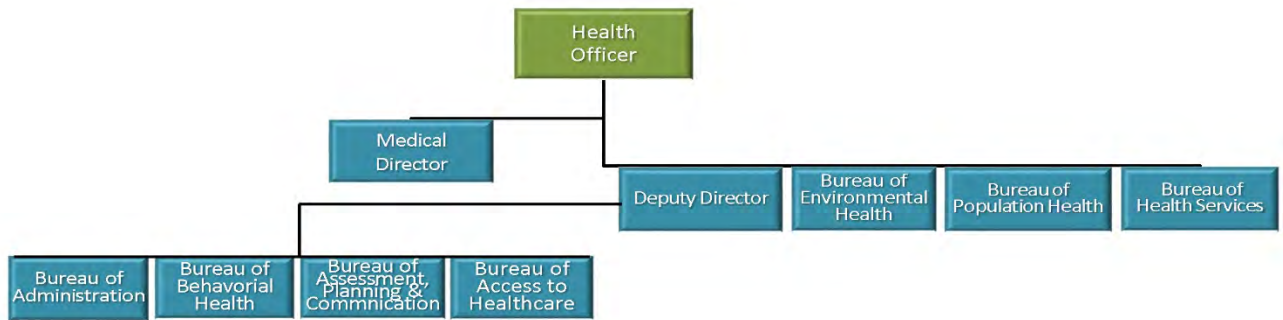 Health
Officer
Medical
Director
Deputy Director
Bureau of
Environmental
Health
Bureau of
Population Health
Bureau of
Health Services
Bureau of
Administration
Bureau of
Behavorial
Health
Bureau of
Assessment,
Planning &
Commnication
Bureau of
Access to
Healthcare